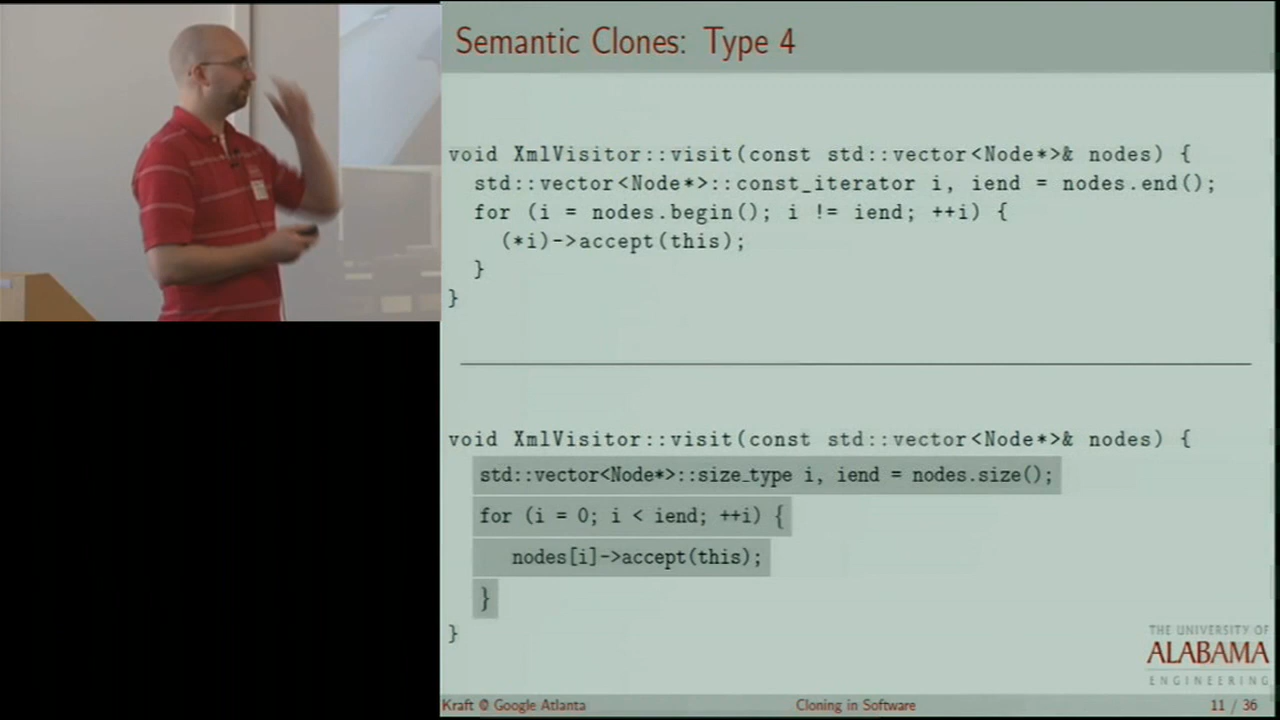 Semantic Clones: Type 4
void XmlVisitor::visit(const std::vector<Node*>& nodes) {
std::vector<Node*>::const_iterator i, iend = nodes.end();
for (i = nodes.begin(); i != iend; ++i) {
(*i)->accept(this);
}
}
void XmlVisitor::visit(const std::vector<Node*>& nodes) {
std::vector<Node*>::size_type i, iend = nodes.size();
for (i = 0; i < iend; ++i) {
nodes[i]->accept(this);
}
}
THE UNIVERSITY OF
ALABAMA
ENGINEERING
Kraft @ Google Atlanta
Cloning in Software
11 / 36